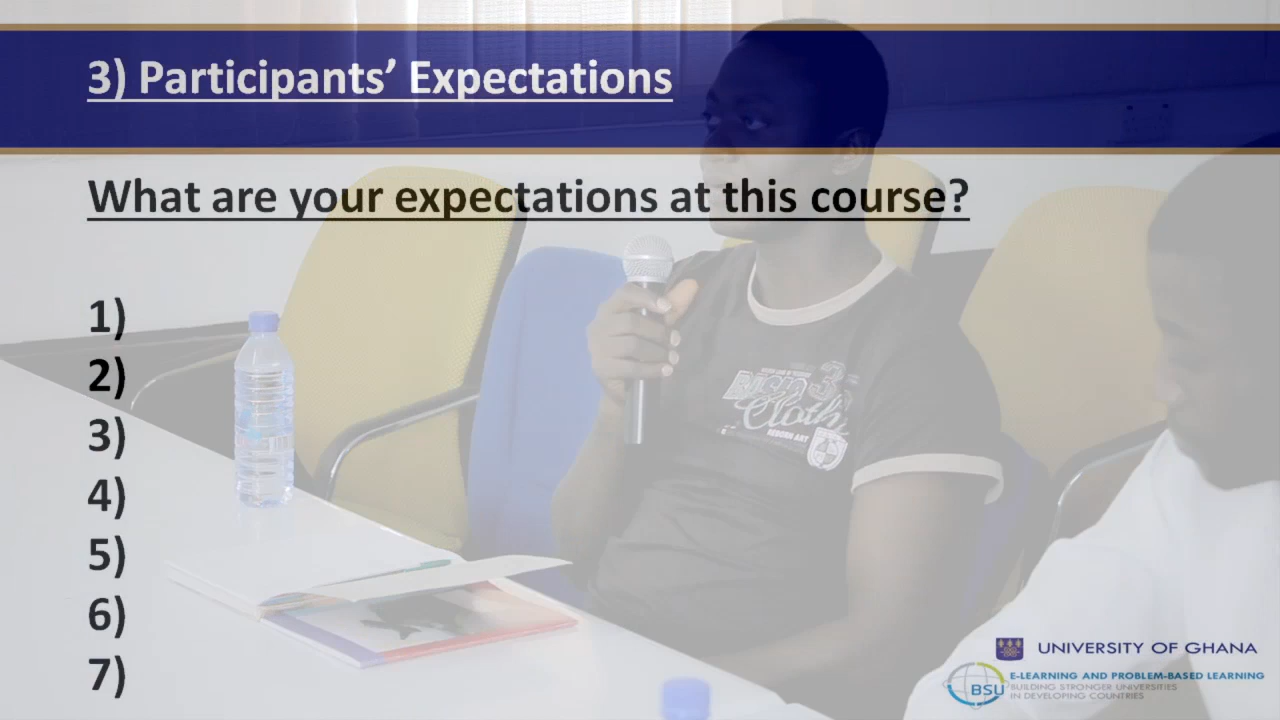 3) Participants’ Expectations
What are your expectations at this course?
1)
2)
3)
4)
5)
6)
7)
Clothi
UNIVERSITY OF GHANA
BSU
E-LEARNING AND PROBLEM-BASED LEARNING
BUILDING STRONGER UNIVERSITIES
IN DEVELOPING COUNTRIES